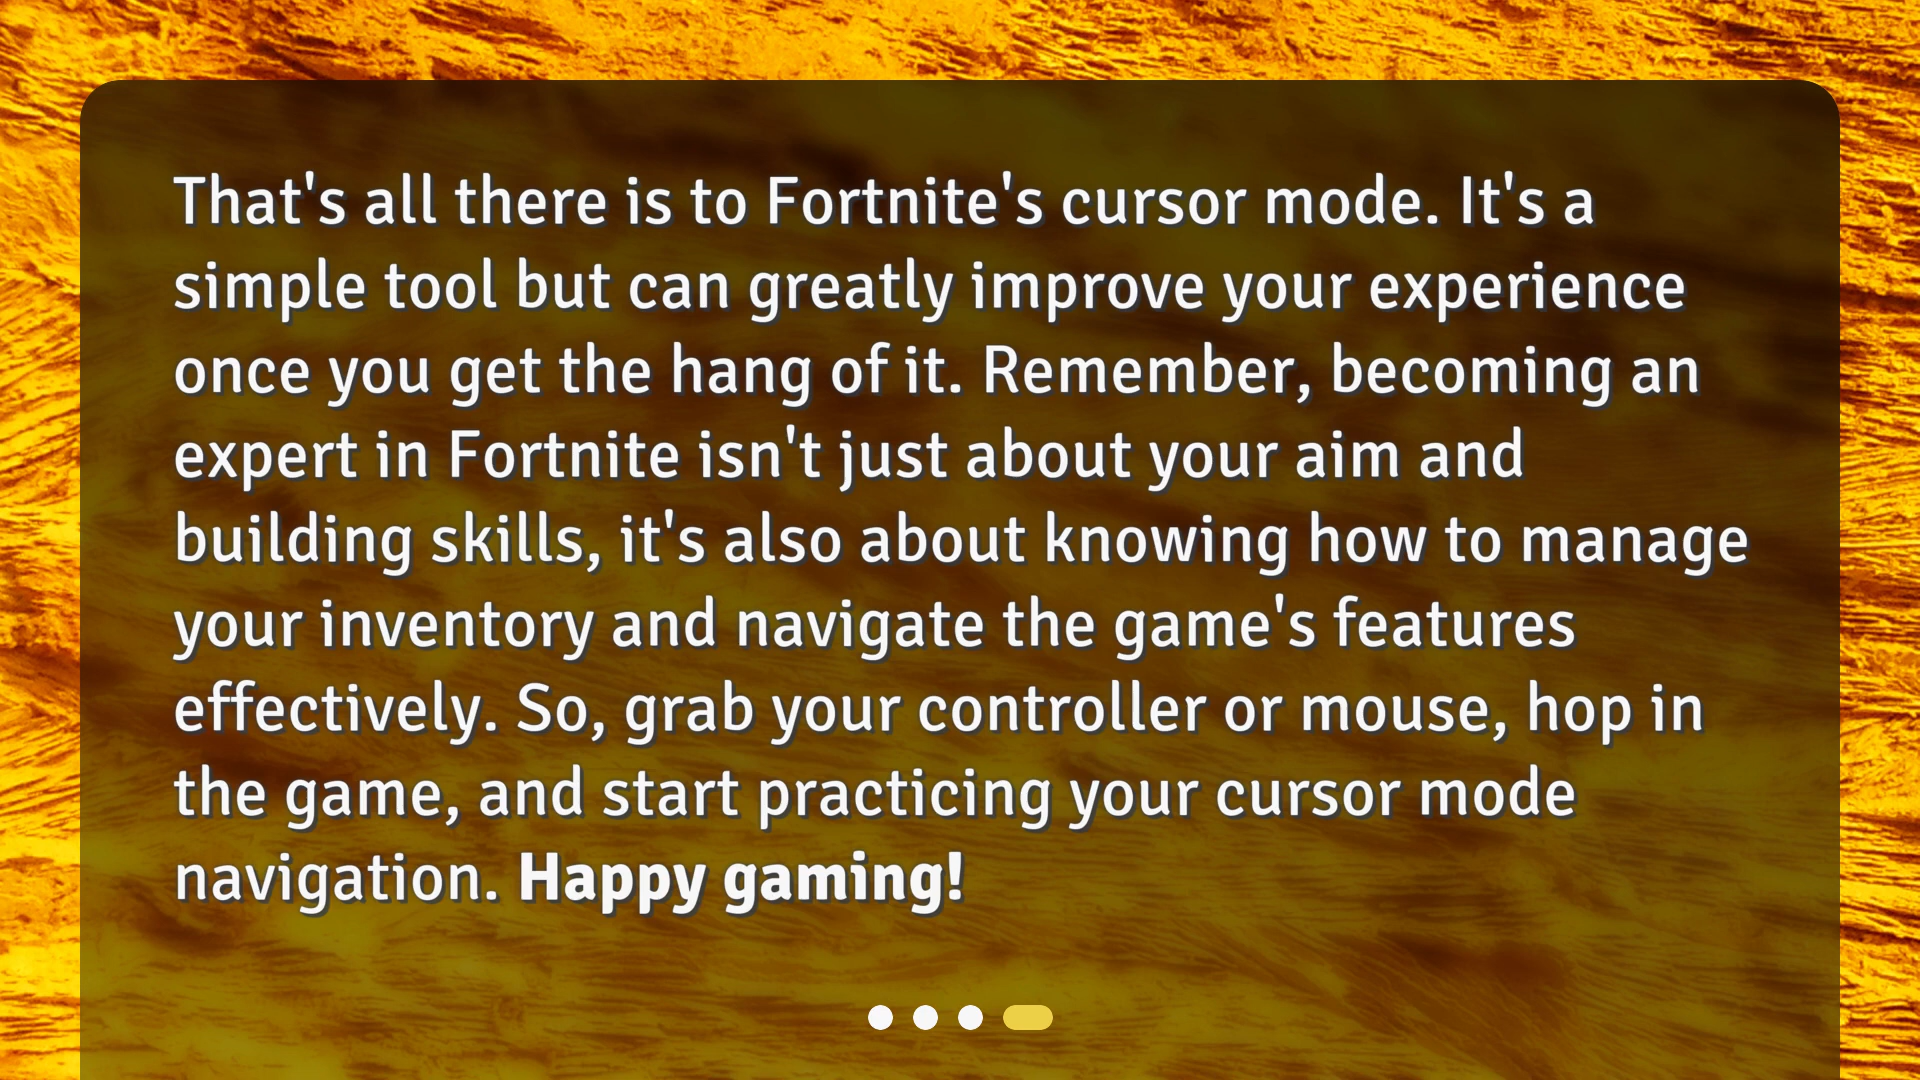 That's all there is to Fortnite's cursor mode. It's a
simple tool but can greatly improve your experience
once you get the hang of it. Remember, becoming an
expert in Fortnite isn't just about your aim and
building skills, it's also about knowing how to manage
your inventory and navigate the game's features
effectively. So, grab your controller or mouse, hop in
the game, and start practicing your cursor mode
navigation. Happy gaming!